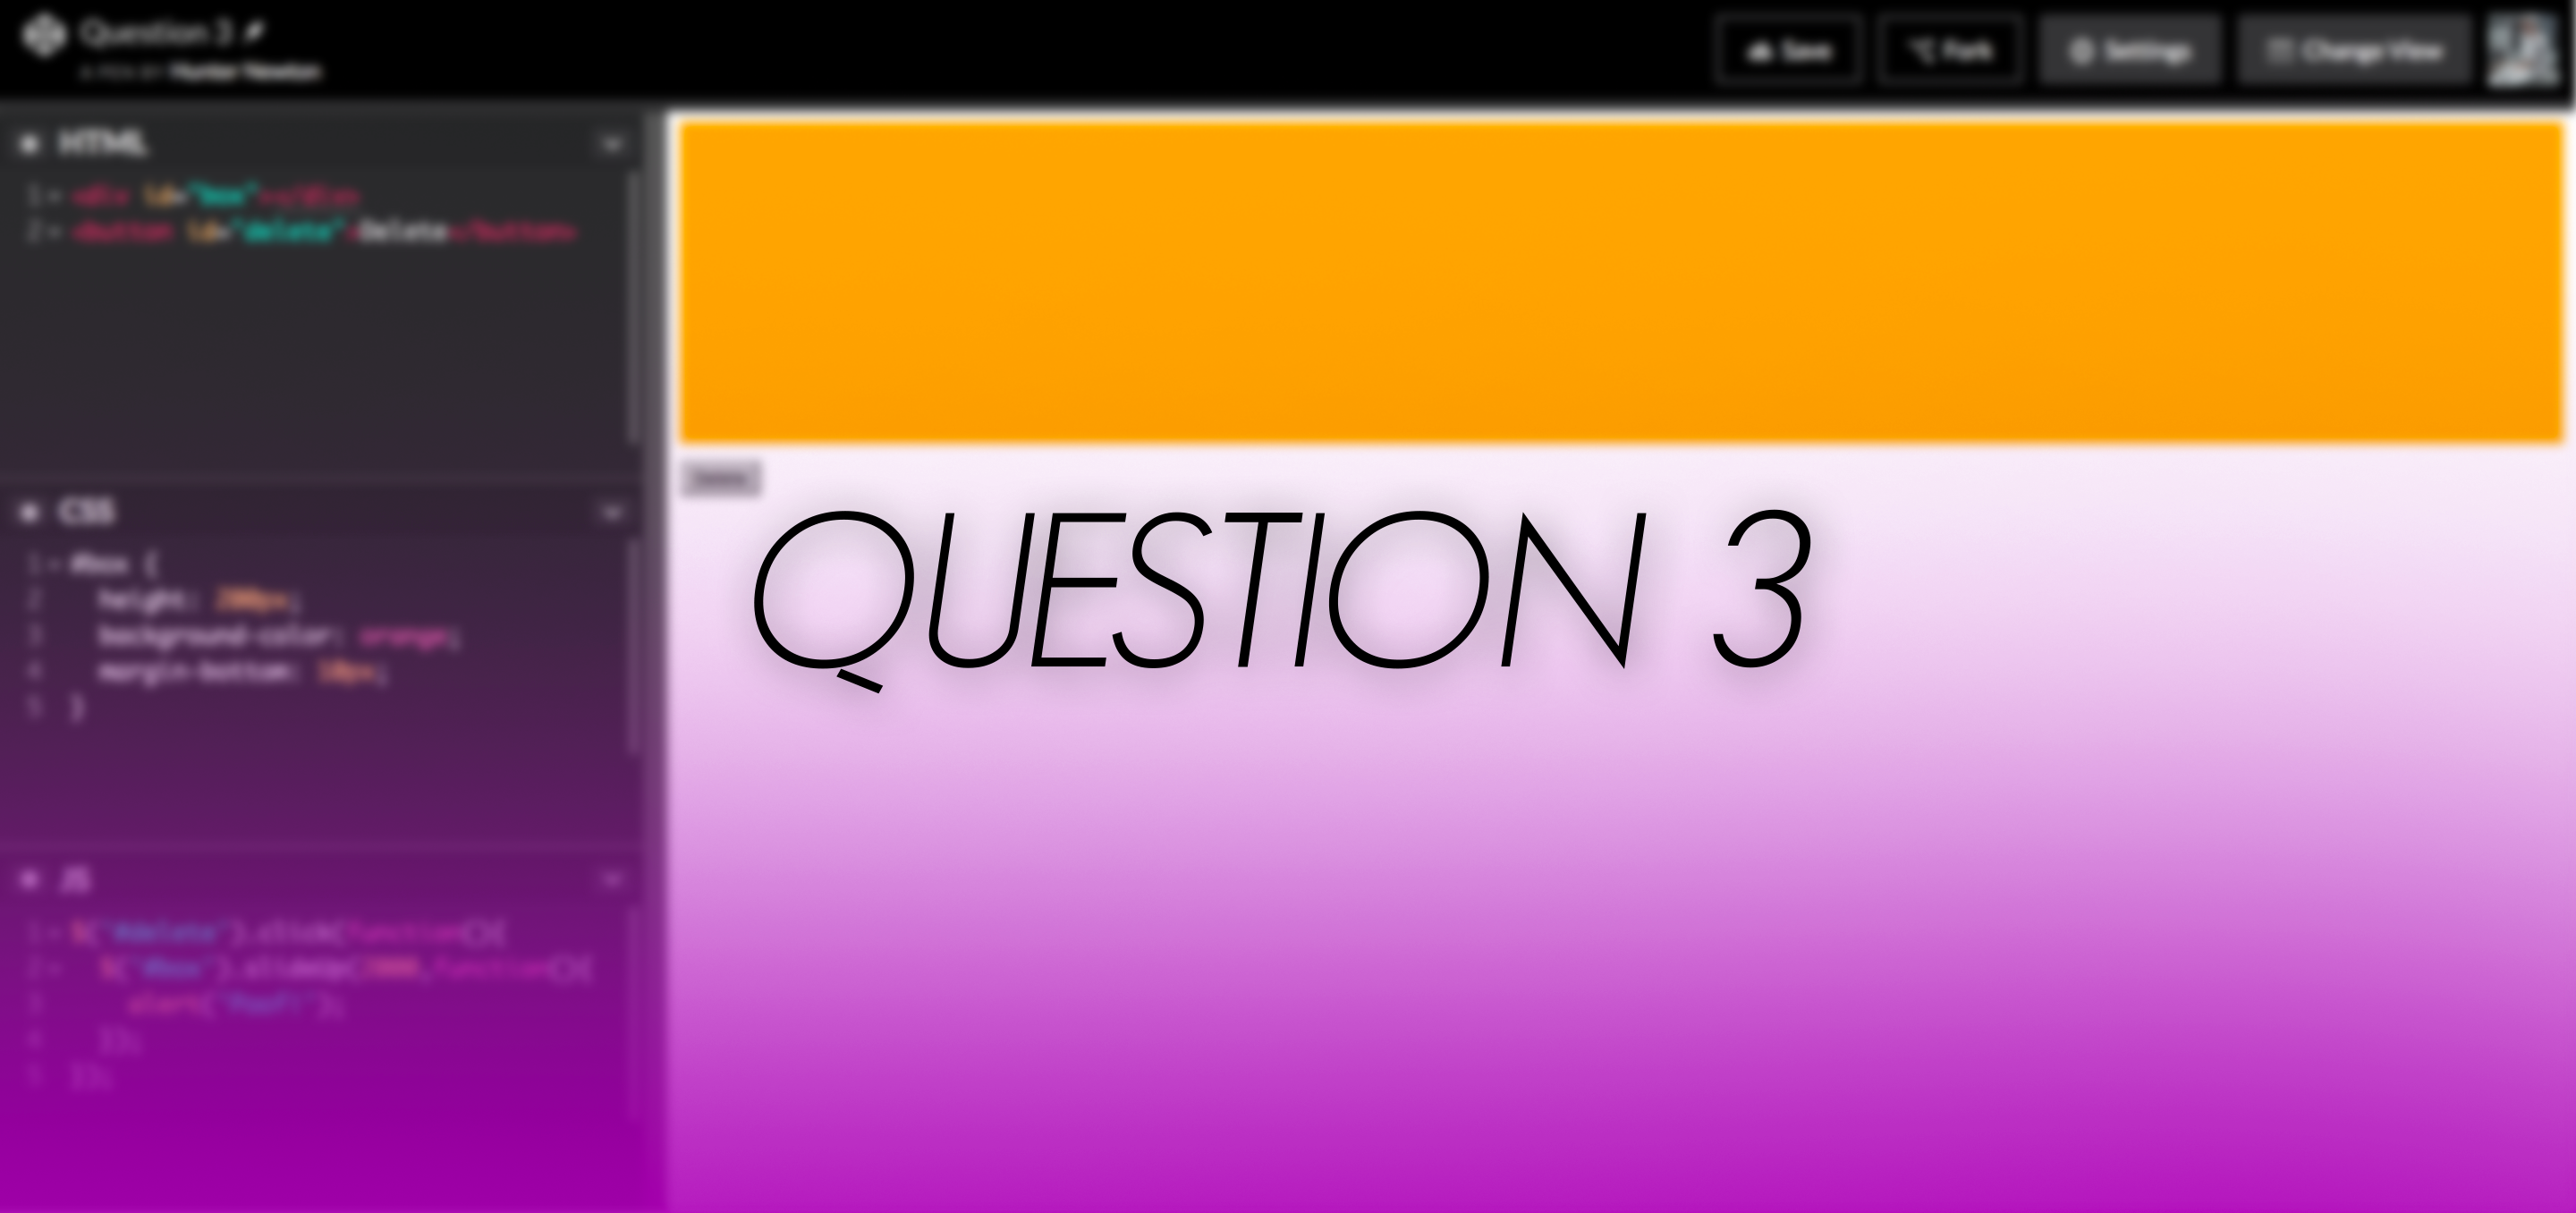 Question 3
A PEN BY Hunter Newton
Save
Fork
Settings
Change View
HTML
1 <div id="box"></div>
2 <button id="delete">Delete</button>
CSS
1 #box {
2 height: 200px;
3 background-color: orange;
4 margin-bottom: 10px;
5 }
JS
1 $("#delete").click(function(){
2 $("#box").slideUp(2000,function(){
3 alert("Poof!");
4 });
5 });
Delete
QUESTION 3